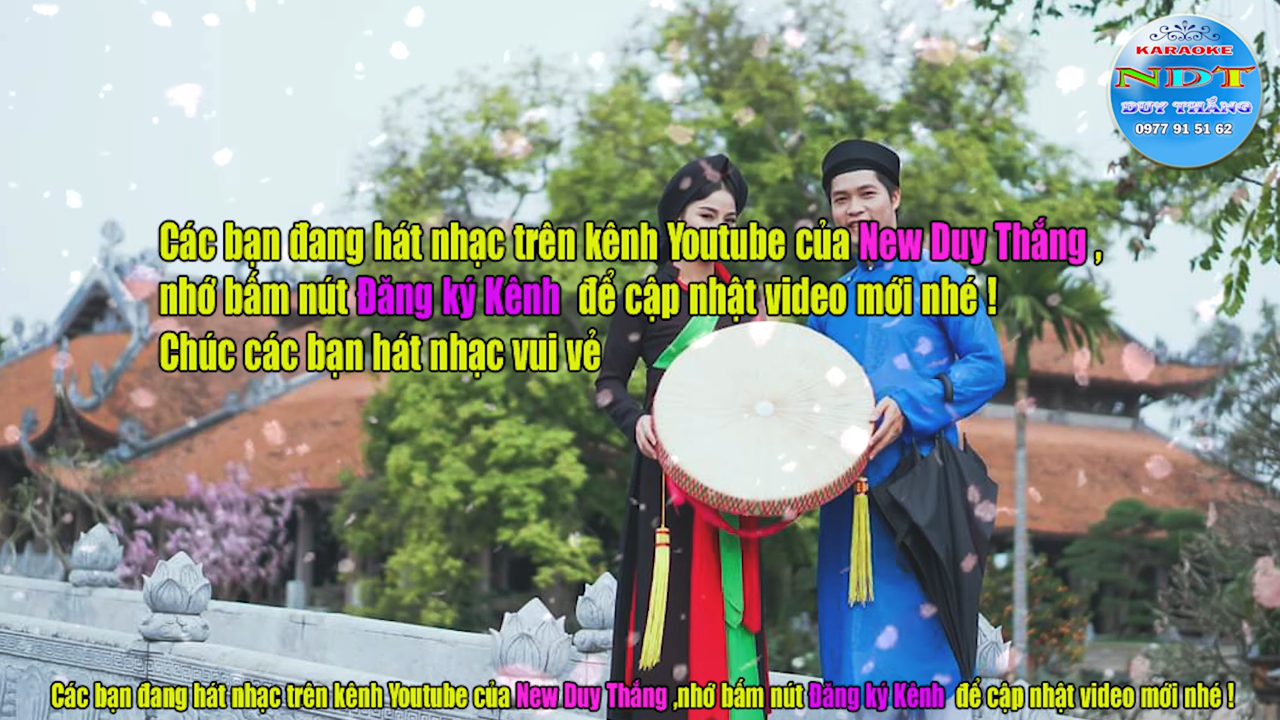 KARAOKE
NDT
DUY THẮNG
0977 91 51 62
Các bạn đang hát nhạc trên kênh Youtube của New Duy Thắng ,
nhớ bấm nút Đăng ký Kênh để cập nhật video mới nhé !
Chúc các bạn hát nhạc vui vẻ
Các bạn đang hát nhạc trên kênh Youtube của New Duy Thắng ,nhớ bấm nút Đăng ký Kênh để cập nhật video mới nhé !